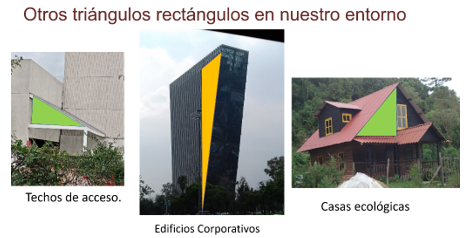 Otros triángulos rectángulos en nuestro entorno
Techos de acceso.
Edificios Corporativos
Casas ecológicas